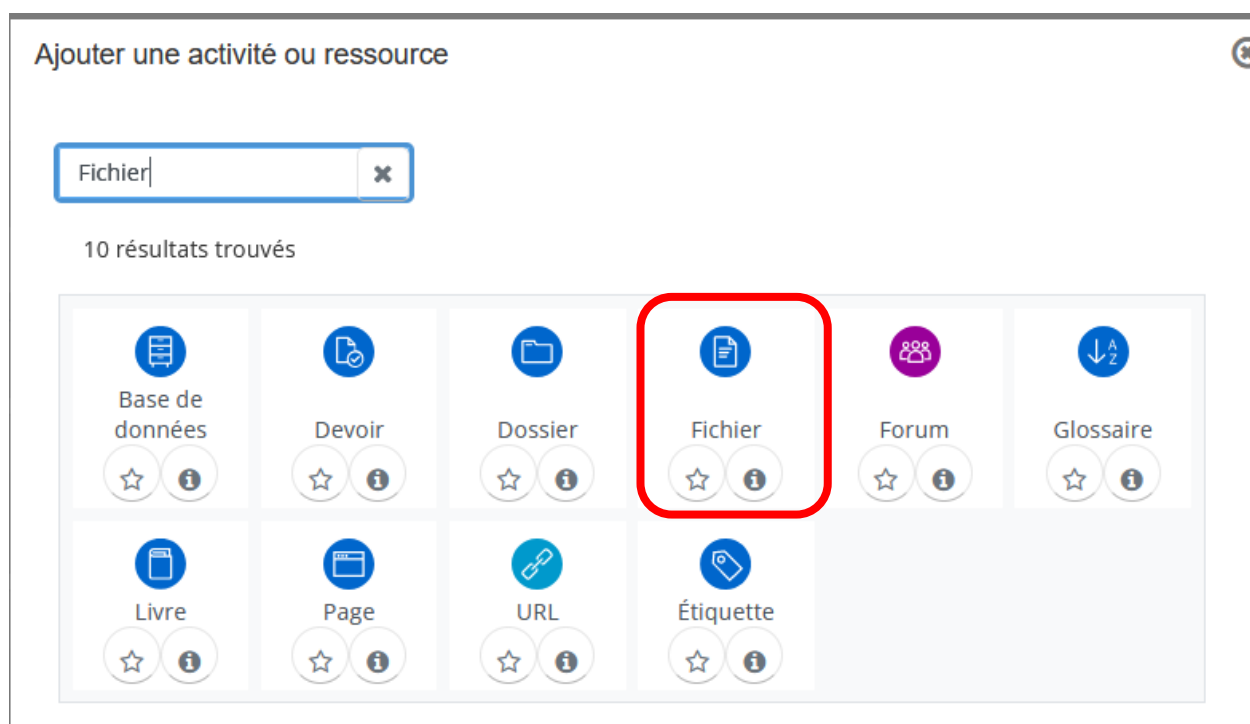 Ajouter une activité ou ressource
Fichier
10 résultats trouvés
Base de
données
Devoir
Dossier
Fichier
Forum
Glossaire
Livre
Page
URL
Étiquette